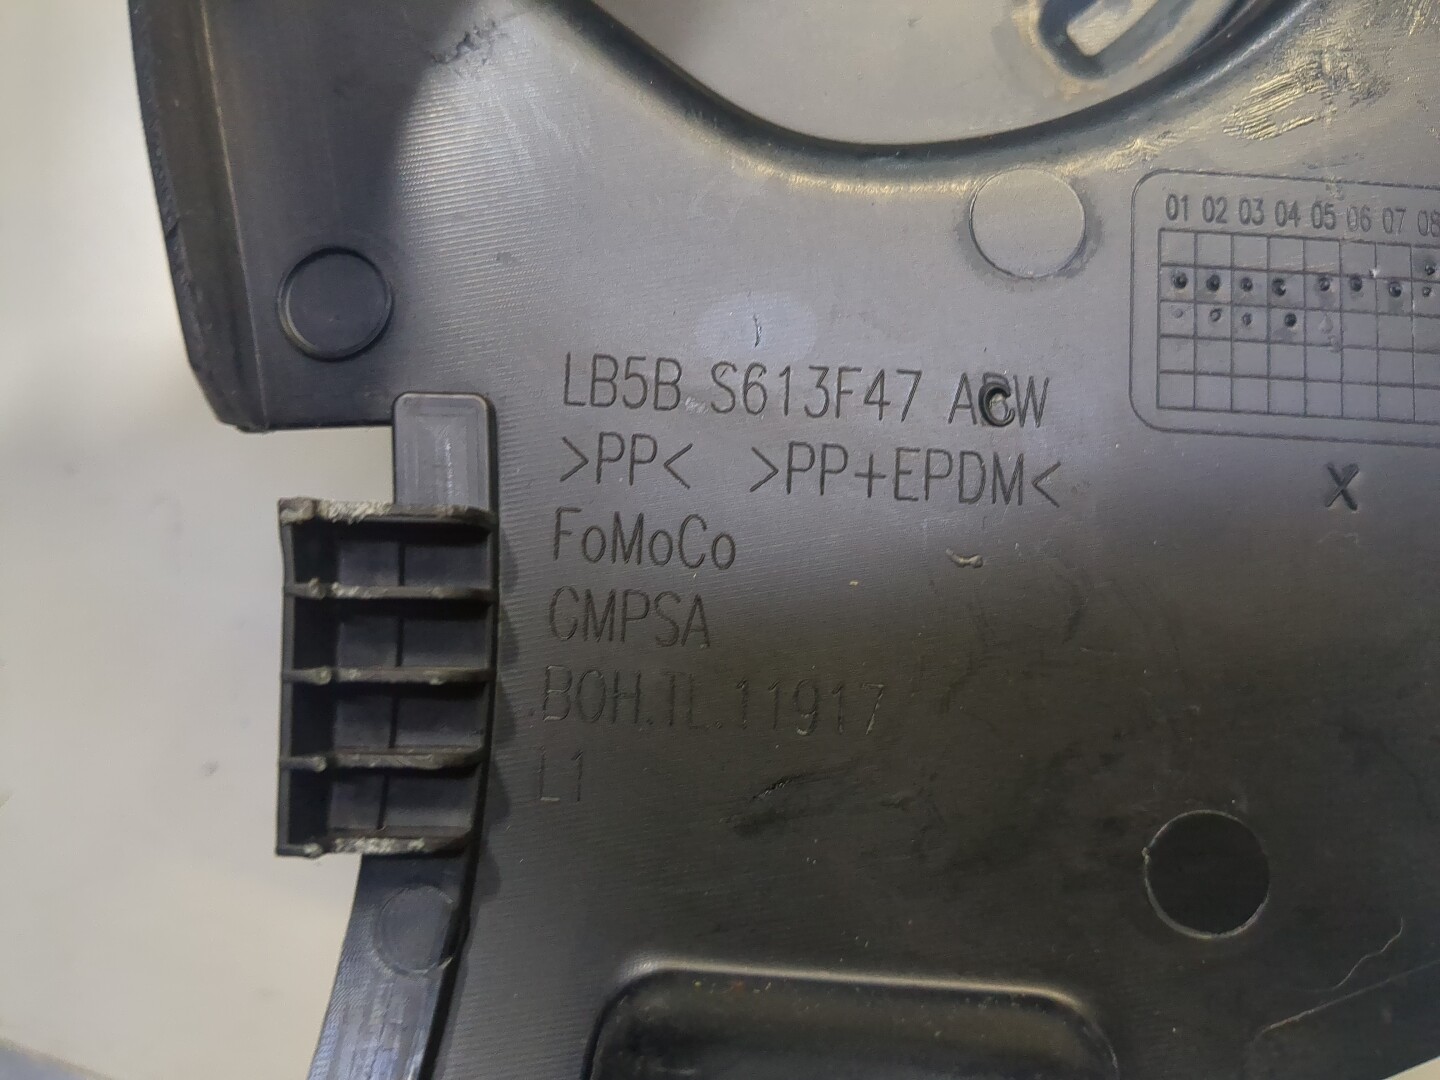 01 02 03 04 05 06 07 08
LB5B S613F47 ACW
>PP< >PP+EPDM<
FoMoCo
CMPSA
BOH.TL.11917
L1
X